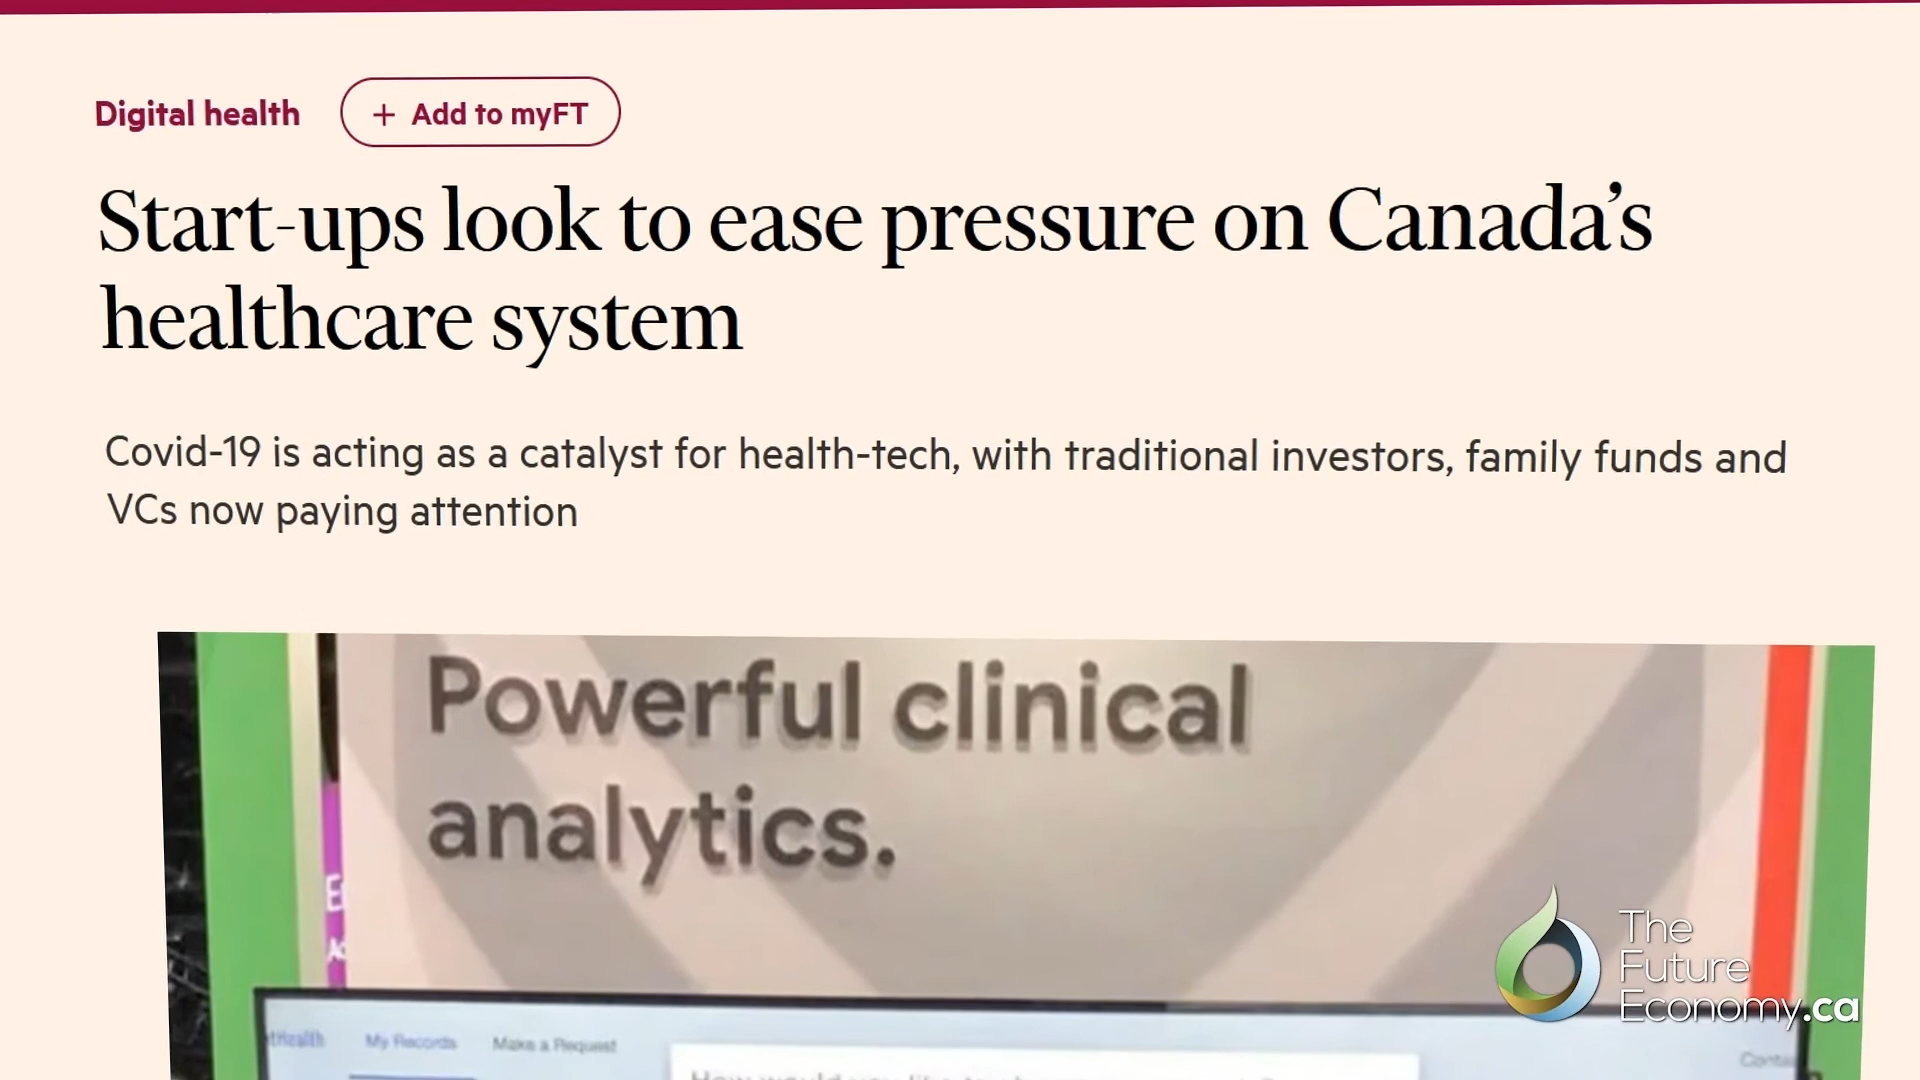 Digital health
+ Add to myFT
Start-ups look to ease pressure on Canada’s
healthcare system
Covid-19 is acting as a catalyst for health-tech, with traditional investors, family funds and
VCs now paying attention
Powerful clinical
analytics.
The
Future
Economy.ca
My Records
Make a Request